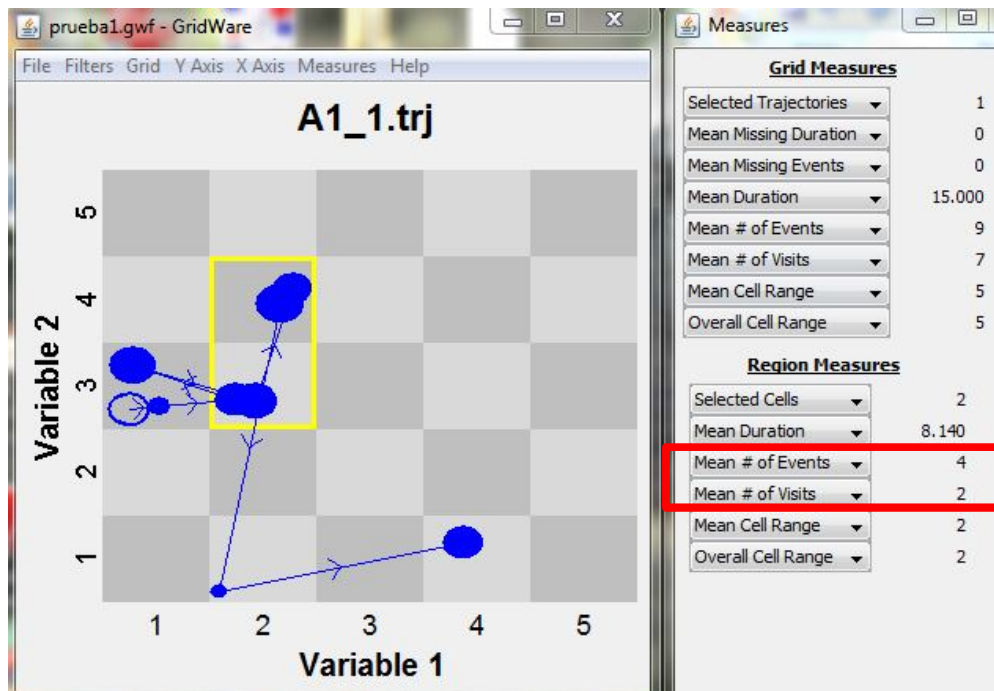 prueba1.gwf - GridWare
File Filters Grid Y Axis X Axis Measures Help
A1_1.trj
Variable 2
5
4
3
2
1
1 2 3 4 5
Variable 1
Measures
Grid Measures
Selected Trajectories 1
Mean Missing Duration 0
Mean Missing Events 0
Mean Duration 15.000
Mean # of Events 9
Mean # of Visits 7
Mean Cell Range 5
Overall Cell Range 5
Region Measures
Selected Cells 2
Mean Duration 8.140
Mean # of Events 4
Mean # of Visits 2
Mean Cell Range 2
Overall Cell Range 2